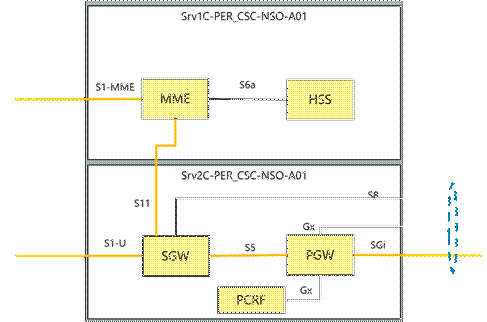 Srv1C-PER_CSC-NSO-A01
S1-MME
MME
S6a
HSS
Srv2C-PER_CSC-NSO-A01
S11
S8
S1-U
SGW
S5
Gx
PGW
SGi
PCRF
Gx